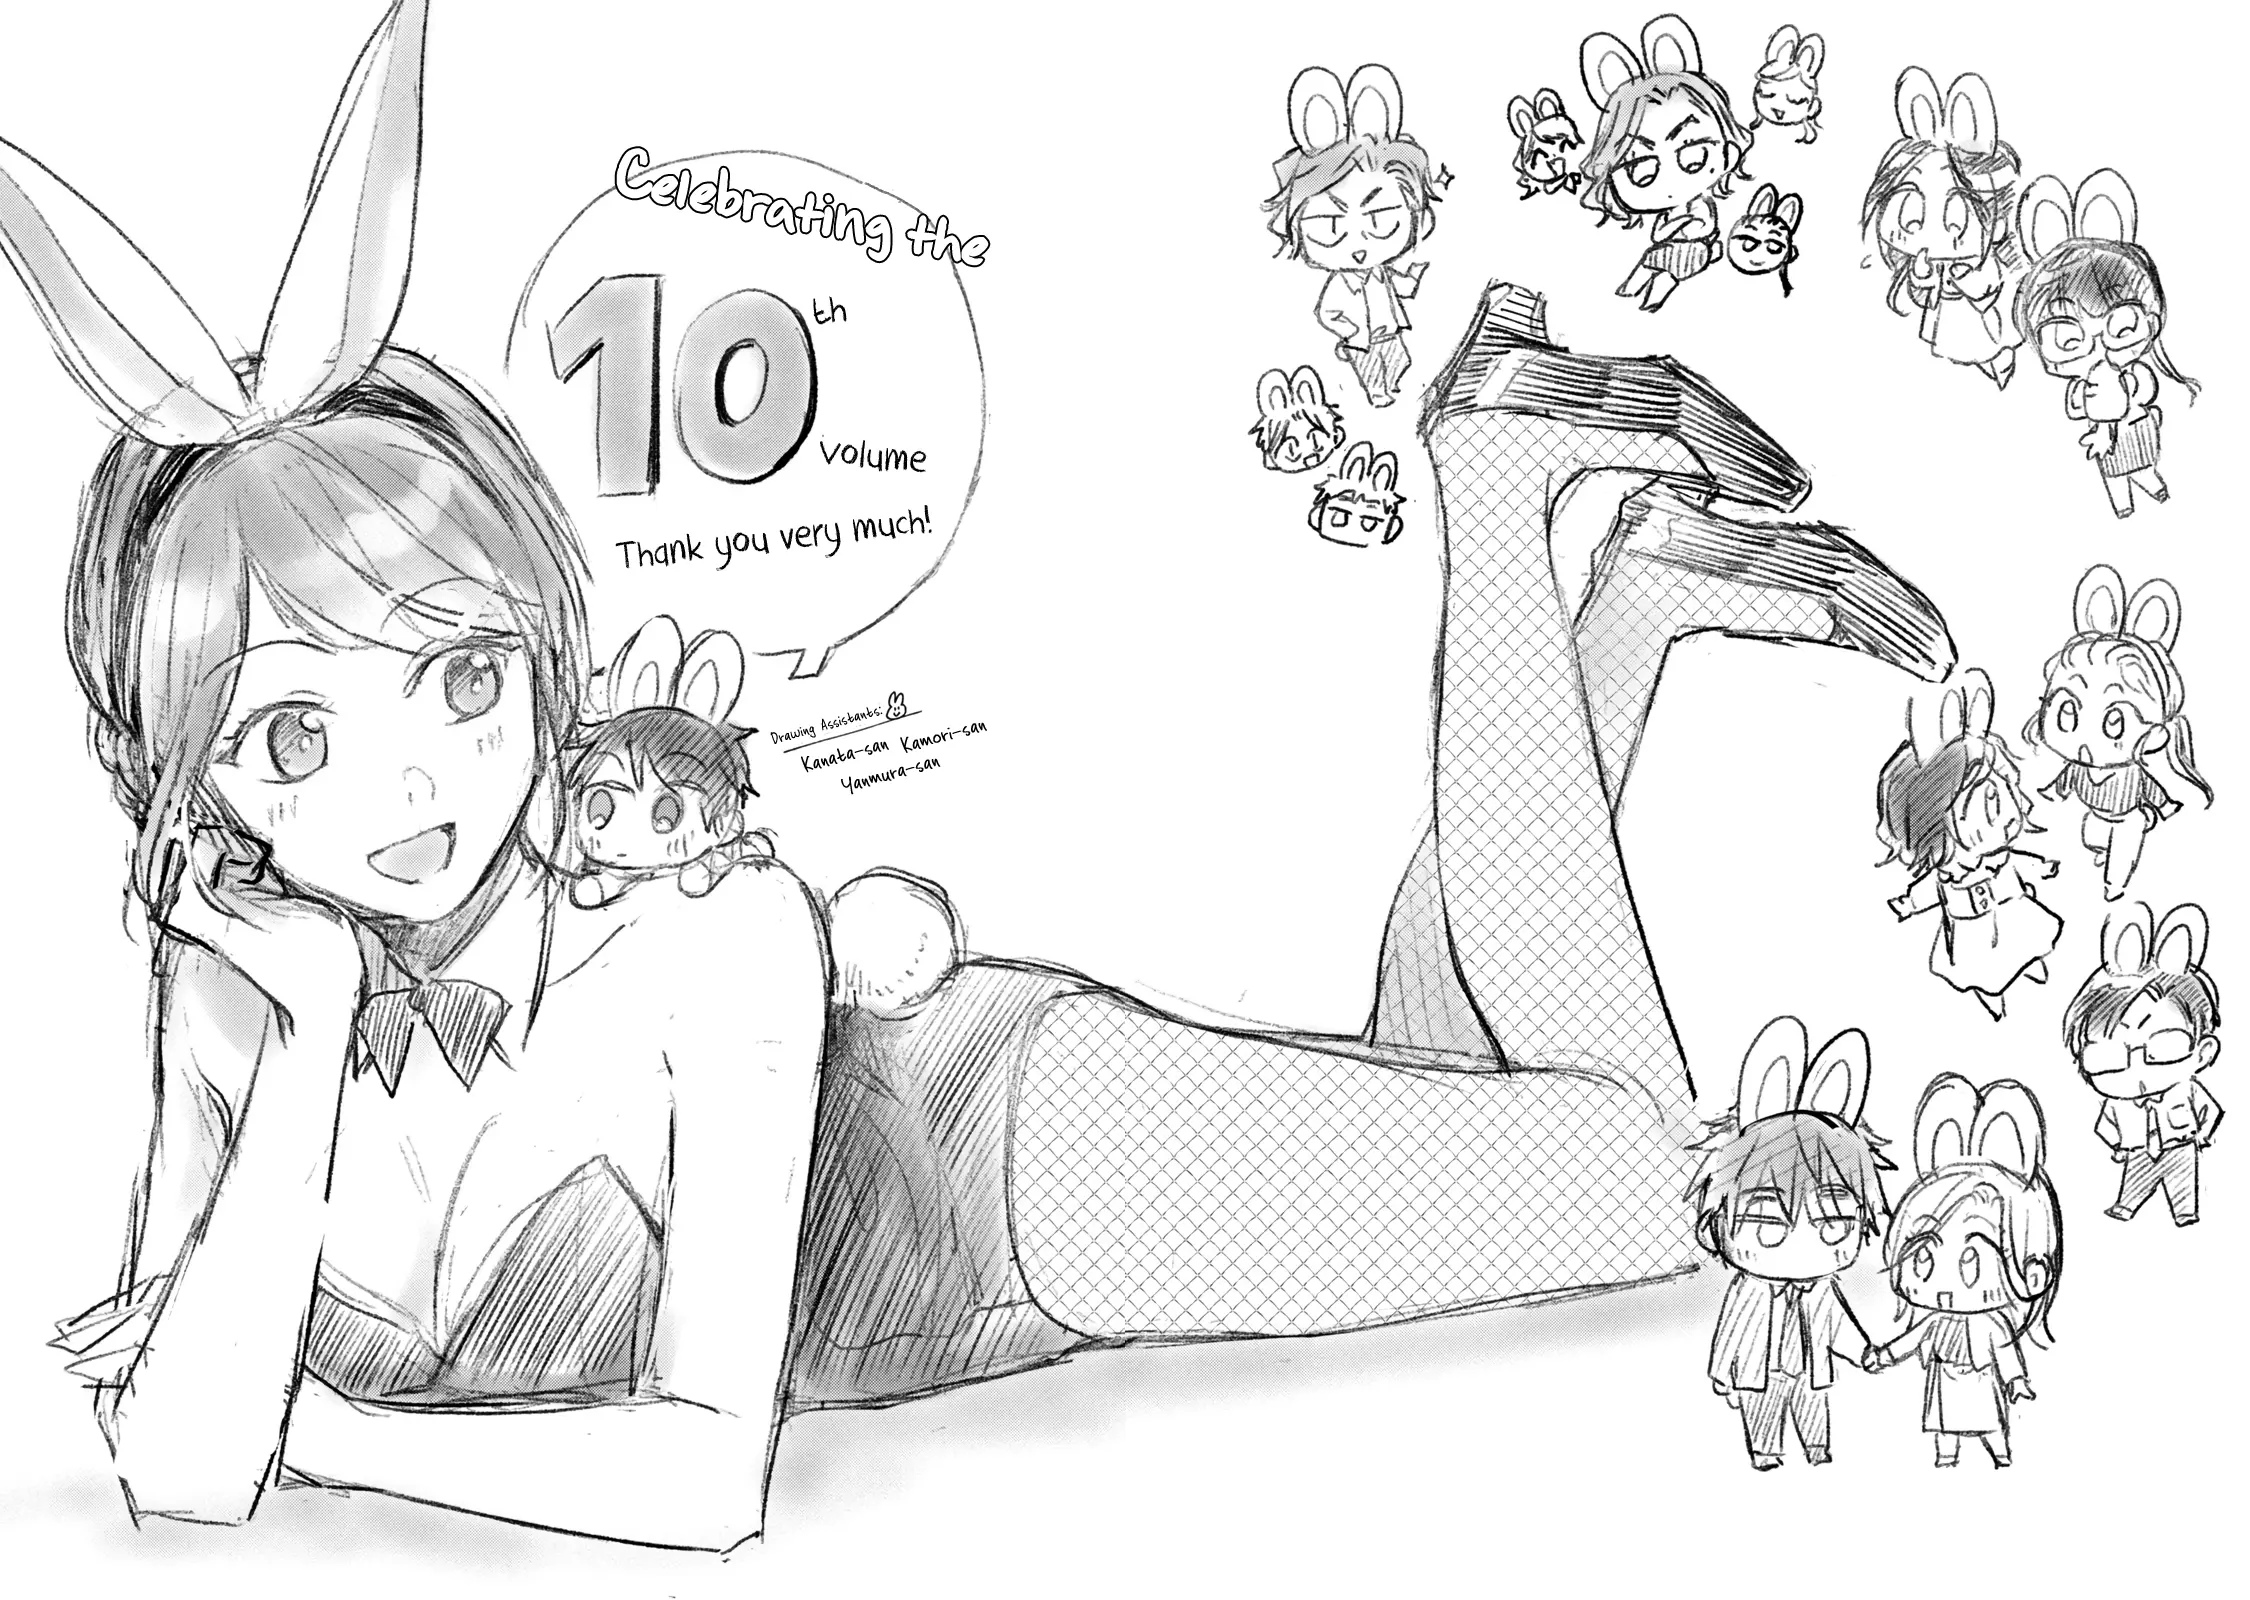 Celebrating the
10th
volume
Thank you very much!
Drawing Assistants:
Kanata-san Kamori-san
Yanmura-san